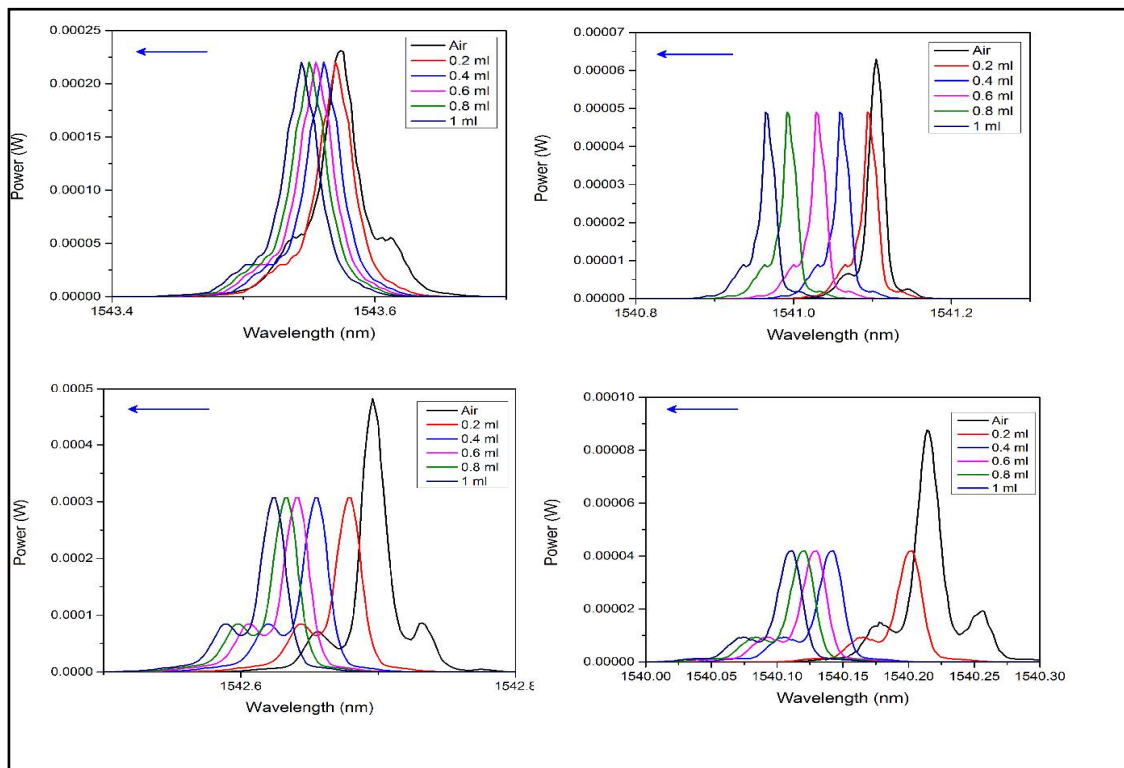 0.00025
0.00020
0.00015
0.00010
0.00005
0.00000
Power (W)
1543.4
1543.6
Wavelength (nm)
Air
0.2 ml
0.4 ml
0.6 ml
0.8 ml
1 ml
0.00007
0.00006
0.00005
0.00004
0.00003
0.00002
0.00001
0.00000
Power (W)
1540.8
1541.0
1541.2
Wavelength (nm)
Air
0.2 ml
0.4 ml
0.6 ml
0.8 ml
1 ml
0.0005
0.0004
0.0003
0.0002
0.0001
0.0000
Power (W)
1542.6
1542.8
Wavelength (nm)
Air
0.2 ml
0.4 ml
0.6 ml
0.8 ml
1 ml
0.00010
0.00008
0.00006
0.00004
0.00002
0.00000
Power (W)
1540.00
1540.05
1540.10
1540.15
1540.20
1540.25
1540.30
Wavelength (nm)
Air
0.2 ml
0.4 ml
0.6 ml
0.8 ml
1 ml